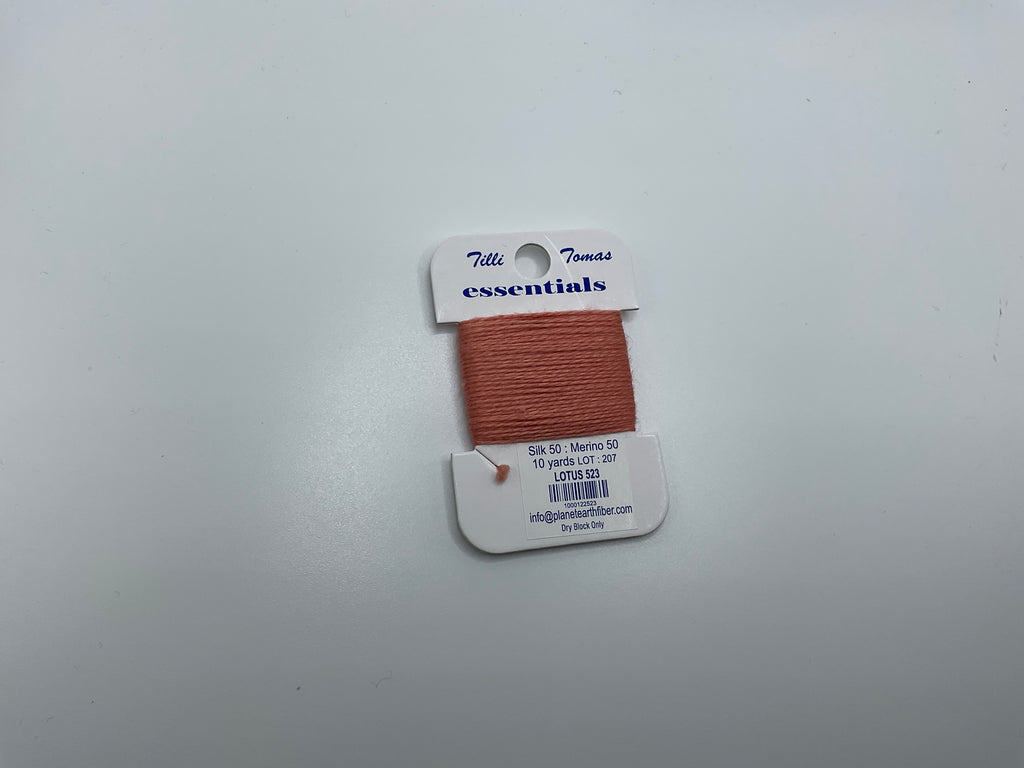 Tilli Tomas
essentials
Silk 50 : Merino 50
10 yards LOT : 207
LOTUS 523
1000122523
info@planetearthfiber.com
Dry Block Only